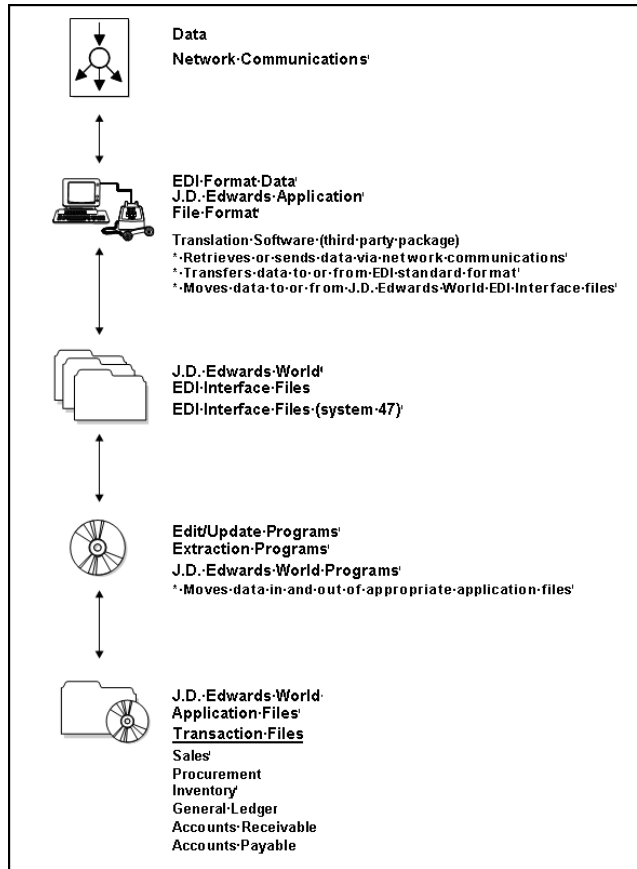 Data
Network·Communications
EDI·Format·Data
J.D.·Edwards·Application
File·Format
Translation·Software·(third·party·package)
*·Retrieves·or·sends·data·via·network·communications
*·Transfers·data·to·or·from·EDI·standard·format
*·Moves·data·to·or·from·J.D.·Edwards·World·EDI·Interface·files
J.D.·Edwards·World
EDI·Interface·Files
EDI·Interface·Files·(system·47)
Edit/Update·Programs
Extraction·Programs
J.D.·Edwards·World·Programs
*·Moves·data·in·and·out·of·appropriate·application·files
J.D.·Edwards·World·
Application·Files
Transaction·Files
Sales
Procurement
Inventory
General·Ledger
Accounts·Receivable
Accounts·Payable